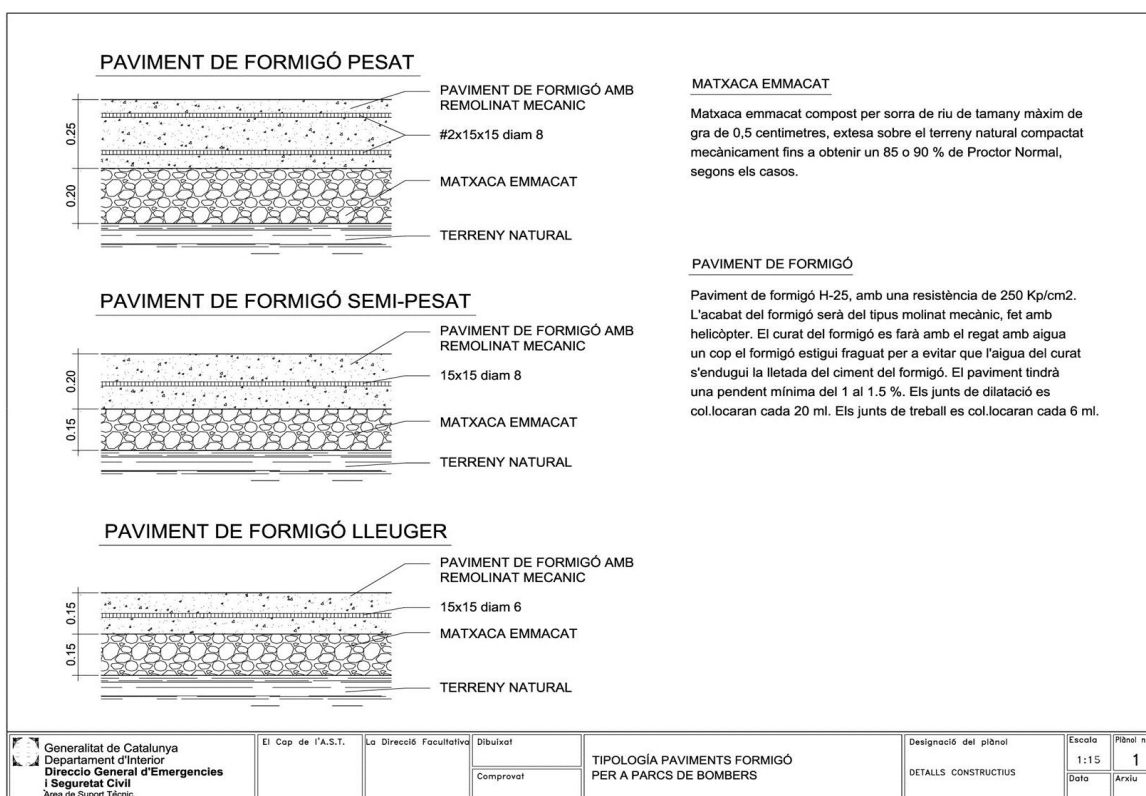 PAVIMENT DE FORMIGÓ PESAT
PAVIMENT DE FORMIGÓ AMB
REMOLINAT MECANIC
#2x15x15 diam 8
MATXACA EMMACAT
TERRENY NATURAL
0.25
0.20
PAVIMENT DE FORMIGÓ SEMI-PESAT
PAVIMENT DE FORMIGÓ AMB
REMOLINAT MECANIC
15x15 diam 8
MATXACA EMMACAT
TERRENY NATURAL
0.20
0.15
PAVIMENT DE FORMIGÓ LLEUGER
PAVIMENT DE FORMIGÓ AMB
REMOLINAT MECANIC
15x15 diam 6
MATXACA EMMACAT
TERRENY NATURAL
0.15
0.15
MATXACA EMMACAT
Matxaca emmacat compost per sorra de riu de tamany màxim de
gra de 0,5 centimetres, extesa sobre el terreny natural compactat
mecànicament fins a obtenir un 85 o 90 % de Proctor Normal,
segons els casos.
PAVIMENT DE FORMIGÓ
Paviment de formigó H-25, amb una resistència de 250 Kp/cm2.
L'acabat del formigó serà del tipus molinat mecànic, fet amb
helicòpter. El curat del formigó es farà amb el regat amb aigua
un cop el formigó estigui fraguat per a evitar que l'aigua del curat
s'endugui la lletada del ciment del formigó. El paviment tindrà
una pendent mínima del 1 al 1.5 %. Els junts de dilatació es
col.locaran cada 20 ml. Els junts de treball es col.locaran cada 6 ml.
Generalitat de Catalunya
Departament d'Interior
Direccio General d'Emergencies
i Seguretat Civil
Area de Suport Tècnic
El Cap de l'A.S.T.
La Direcció Facultativa
Dibuixat
Comprovat
TIPOLOGÍA PAVIMENTS FORMIGÓ
PER A PARCS DE BOMBERS
Designació del plànol
DETALLS CONSTRUCTIUS
Escala
1:15
Data
Plànol n
1
Arxiu